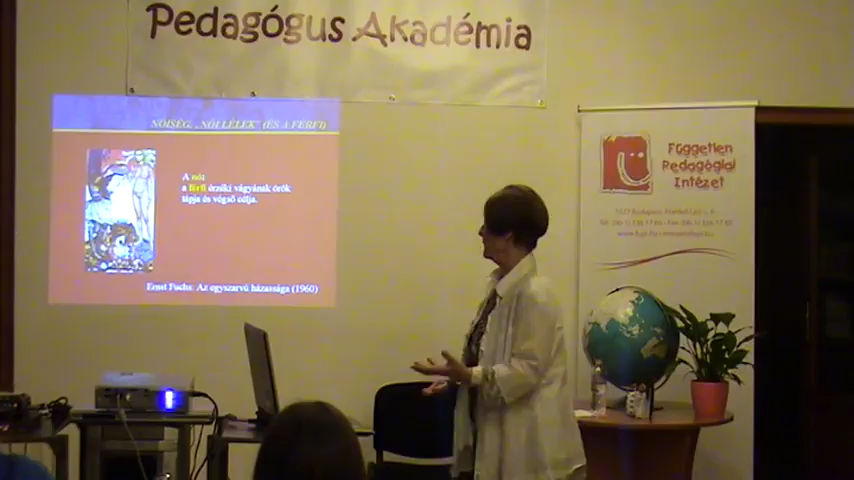 Pedagógus Akadémia
NŐISÉG, „NŐI LÉLEK” (ÉS A FÉRFI)
A nő:
a férfi érzéki vágyának örök
tápja és végső célja.
Ernst Fuchs: Az egyszarvú házassága (1960)
Független
Pedagógiai
Intézet